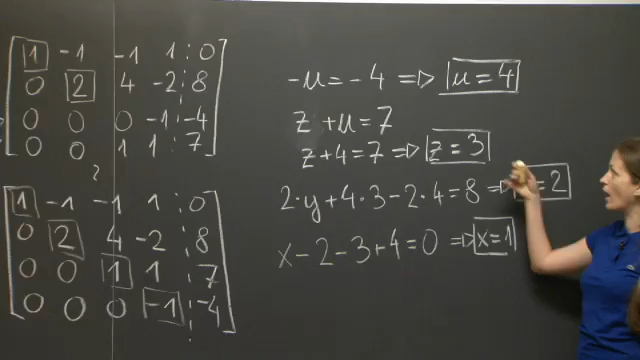 1 -1 -1 1 : 0
0 2 4 -2 : 8
0 0 0 -1 : -4
0 0 1 1 : 7
?
1 -1 -1 1 : 0
0 2 4 -2 : 8
0 0 1 1 : 7
0 0 0 -1 : -4
-u = -4 ⇒ u = 4
z + u = 7
z + 4 = 7 ⇒ z = 3
2·y + 4·3 - 2·4 = 8 ⇒ = 2
x - 2 - 3 + 4 = 0 ⇒ x = 1